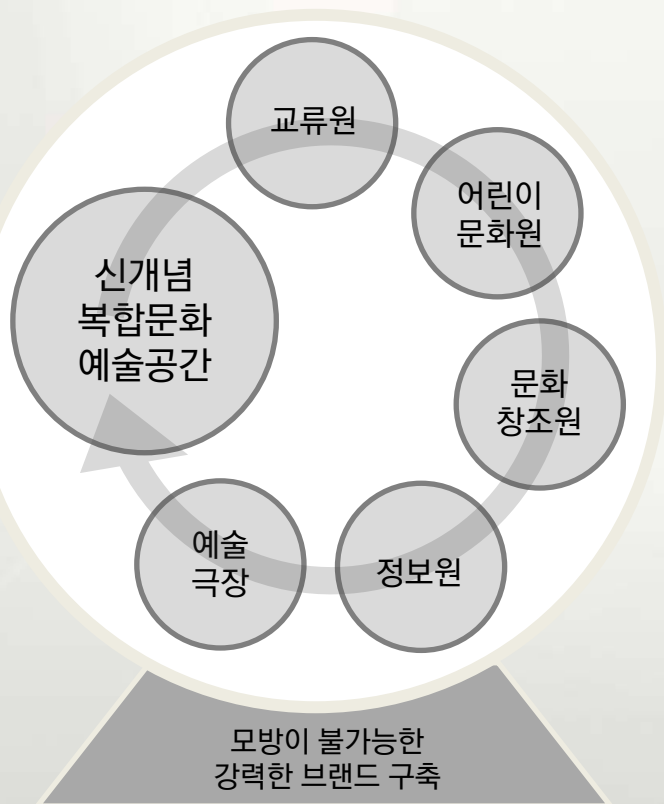 교류원
어린이
문화원
신개념
복합문화
예술공간
문화
창조원
예술
극장
정보원
모방이 불가능한
강력한 브랜드 구축